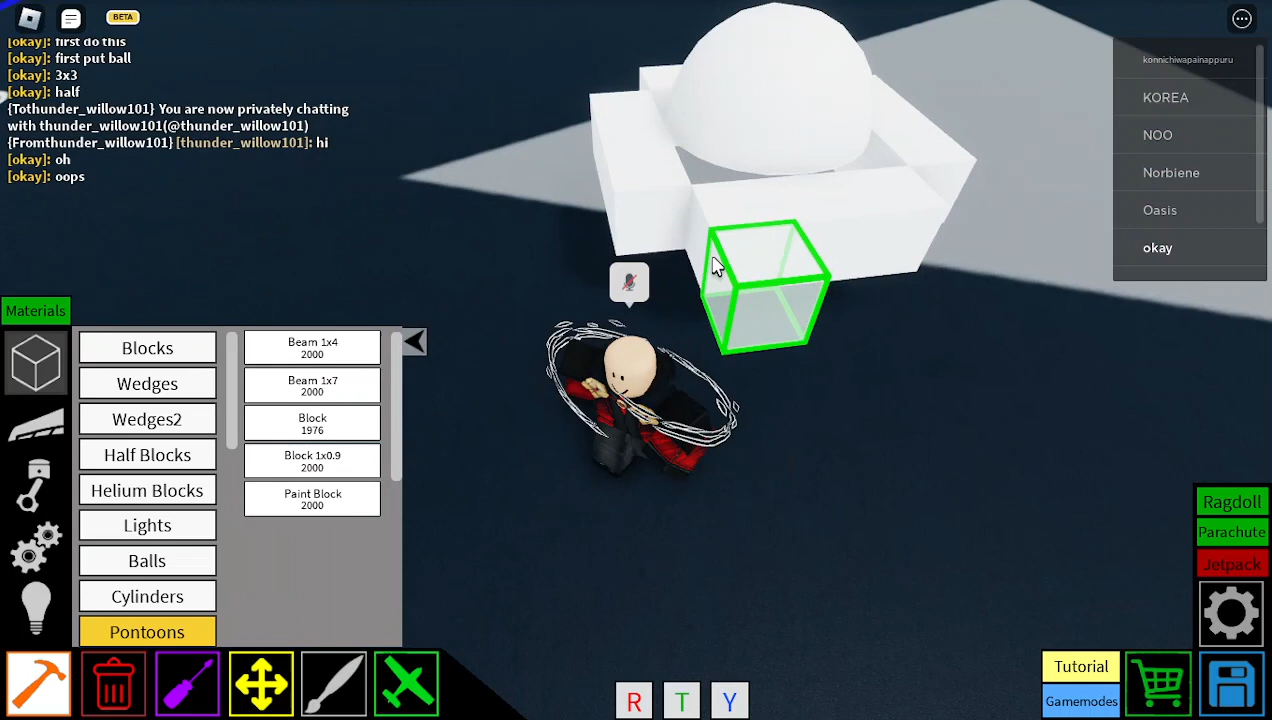 BETA
[okay]: first do this
[okay]: first put ball
[okay]: 3x3
[okay]: half
{Tothunder_willow101} You are now privately chatting
with thunder_willow101(@thunder_willow101)
{Fromthunder_willow101} [thunder_willow101]: hi
[okay]: oh
[okay]: oops
konnichiwapainappuru
KOREA
NOO
Norbiene
Oasis
okay
Materials
Blocks
Wedges
Wedges2
Half Blocks
Helium Blocks
Lights
Balls
Cylinders
Pontoons
Beam 1x4
2000
Beam 1x7
2000
Block
1976
Block 1x0.9
2000
Paint Block
2000
Ragdoll
Parachute
Jetpack
Tutorial
Gamemodes
R T Y